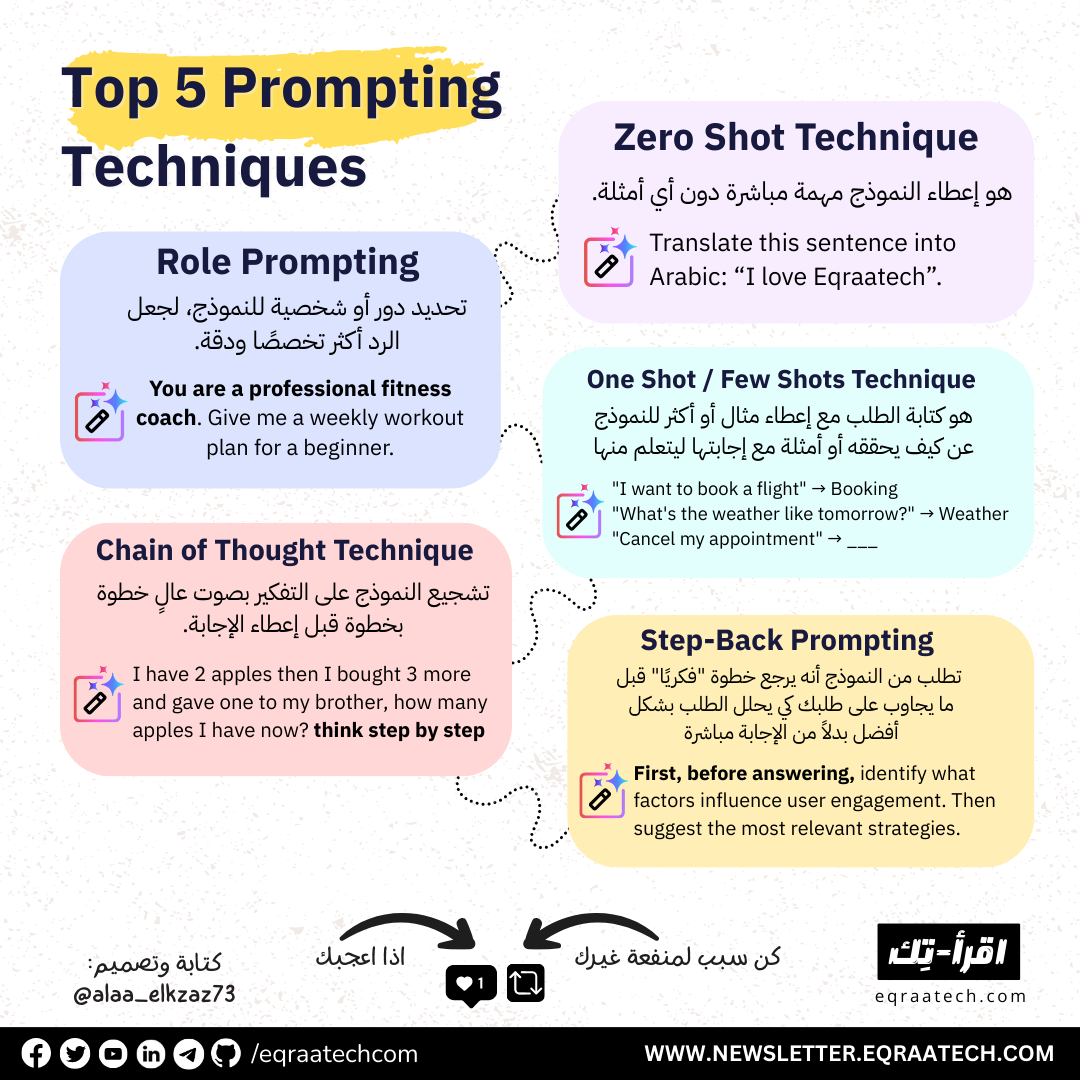 Top 5 Prompting
Techniques
Zero Shot Technique
هو إعطاء النموذج مهمة مباشرة دون أي أمثلة.
Translate this sentence into
Arabic: “I love Eqraatech”.
Role Prompting
تحديد دور أو شخصية للنموذج، لجعل
الرد أكثر تخصصًا ودقة.
You are a professional fitness
coach. Give me a weekly workout
plan for a beginner.
One Shot / Few Shots Technique
هو كتابة الطلب مع إعطاء مثال أو أكثر للنموذج
عن كيف يحققه أو أمثلة مع إجابتها ليتعلم منها
"I want to book a flight" → Booking
"What's the weather like tomorrow?" → Weather
"Cancel my appointment" → ___
Chain of Thought Technique
تشجيع النموذج على التفكير بصوت عالٍ خطوة
بخطوة قبل إعطاء الإجابة.
I have 2 apples then I bought 3 more
and gave one to my brother, how many
apples I have now? think step by step
Step-Back Prompting
تطلب من النموذج أنه يرجع خطوة "فكريًا" قبل
ما يجاوب على طلبك كي يحلل الطلب بشكل
أفضل بدلاً من الإجابة مباشرة
First, before answering, identify what
factors influence user engagement. Then
suggest the most relevant strategies.
كتابة وتصميم:
@alaa_elkzaz73
اذا اعجبك
1
كن سبب لمنفعة غيرك
اقرأ-تِك
eqraatech.com
/eqraatechcom
WWW.NEWSLETTER.EQRAATECH.COM